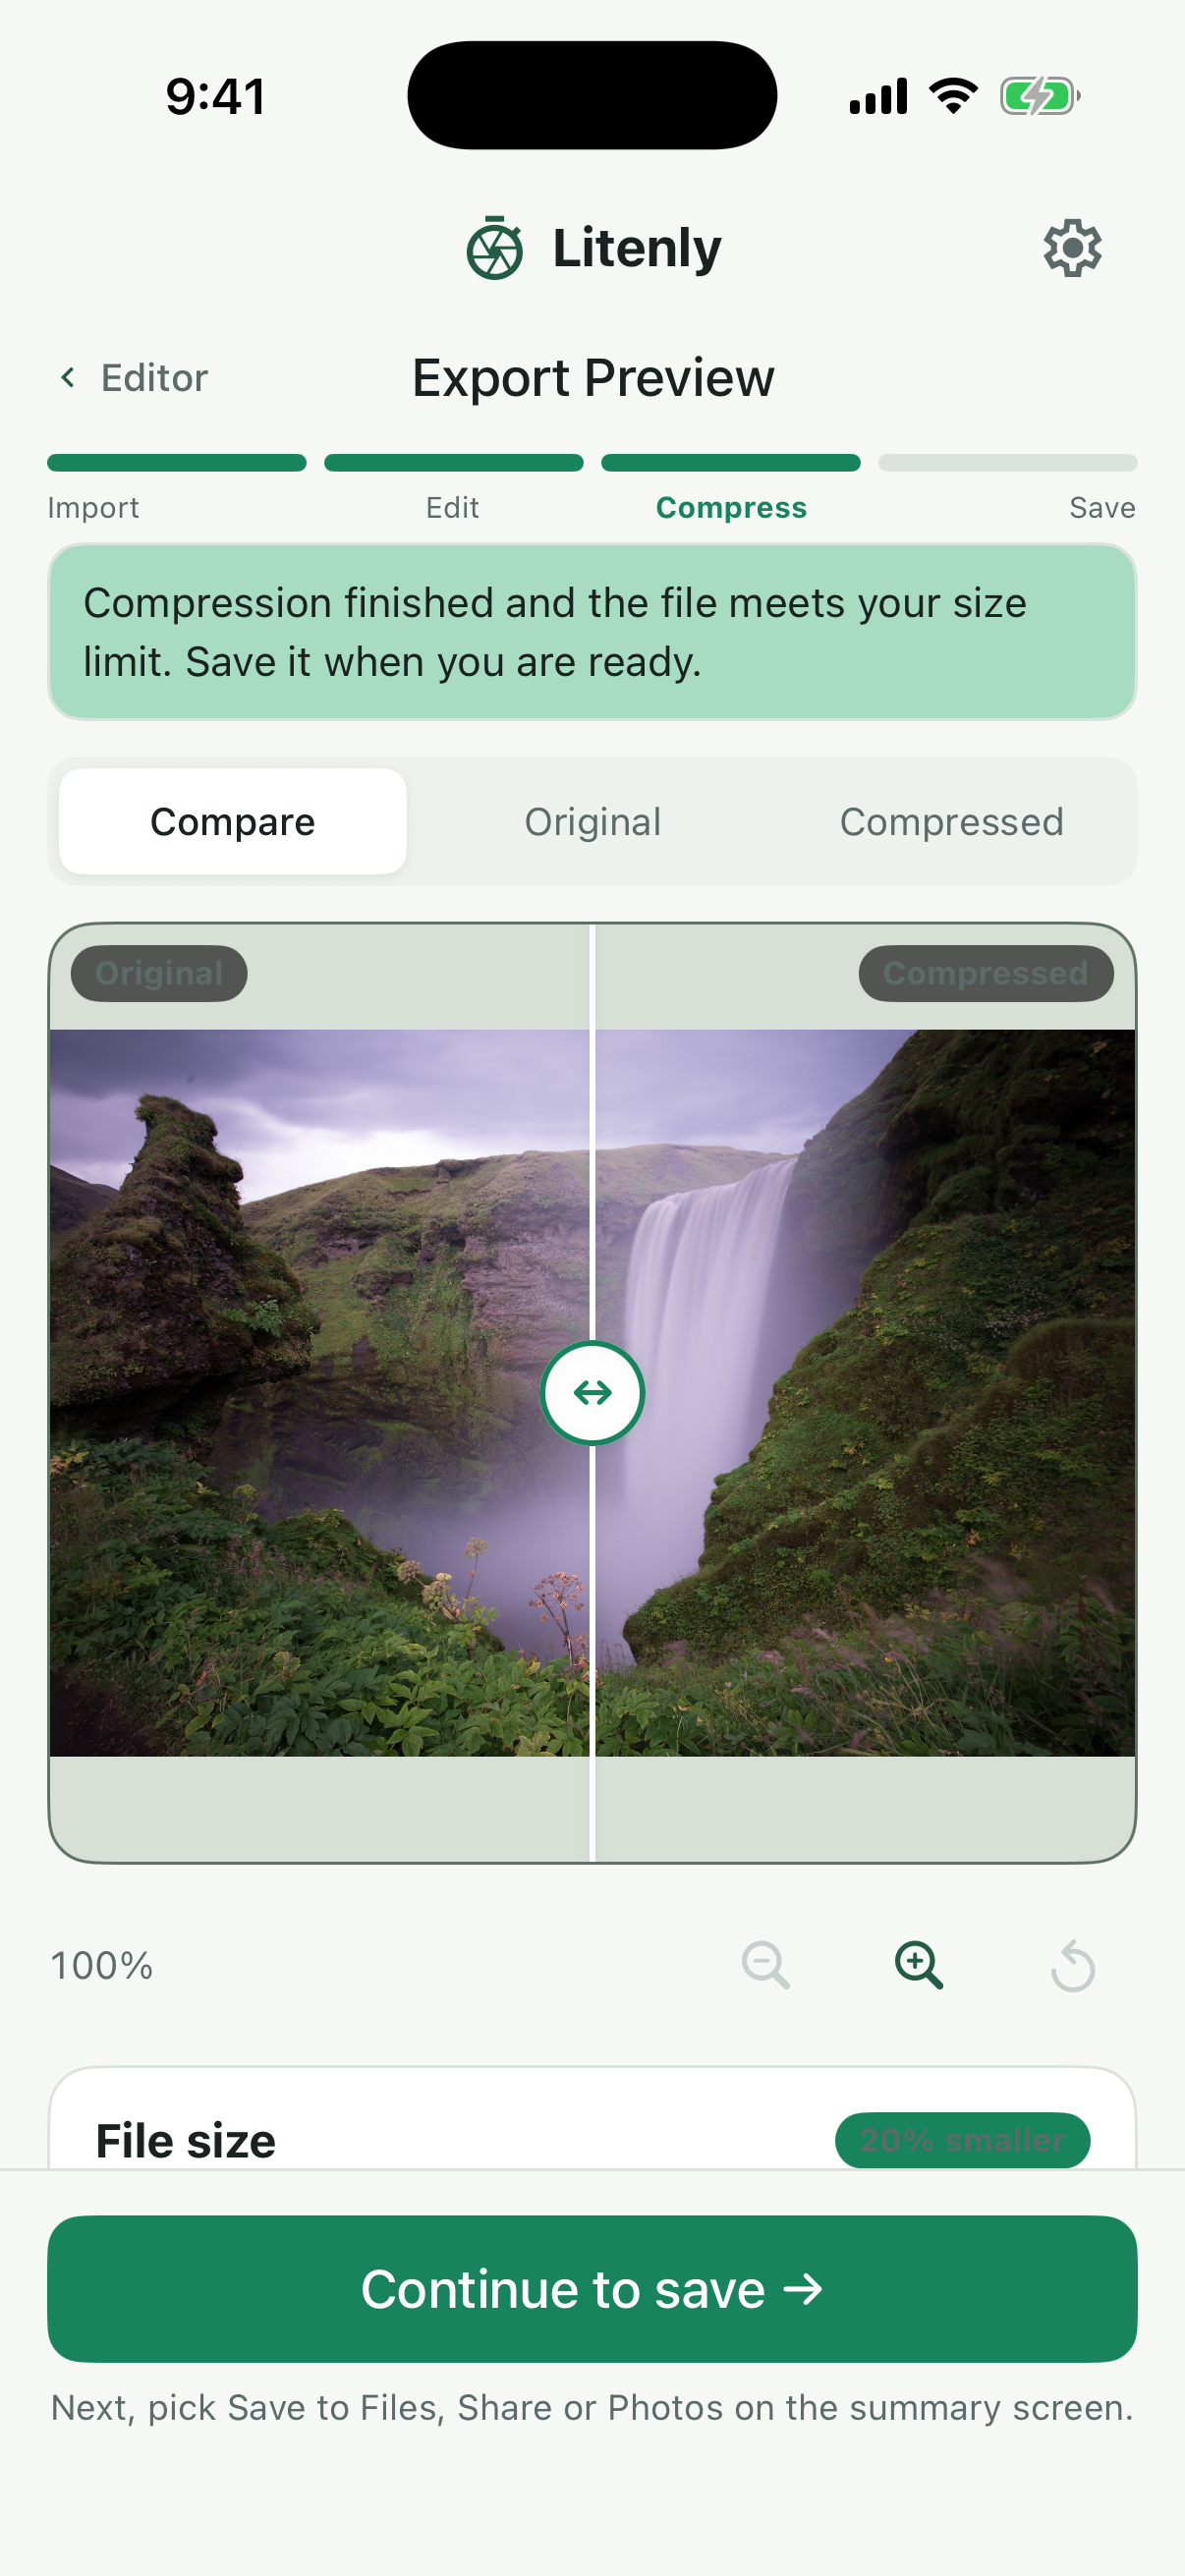 9:41
Litenly
Editor
Export Preview
Import Edit Compress Save
Compression finished and the file meets your size
limit. Save it when you are ready.
Compare Original Compressed
Original Compressed
100%
File size 20% smaller
Continue to save →
Next, pick Save to Files, Share or Photos on the summary screen.